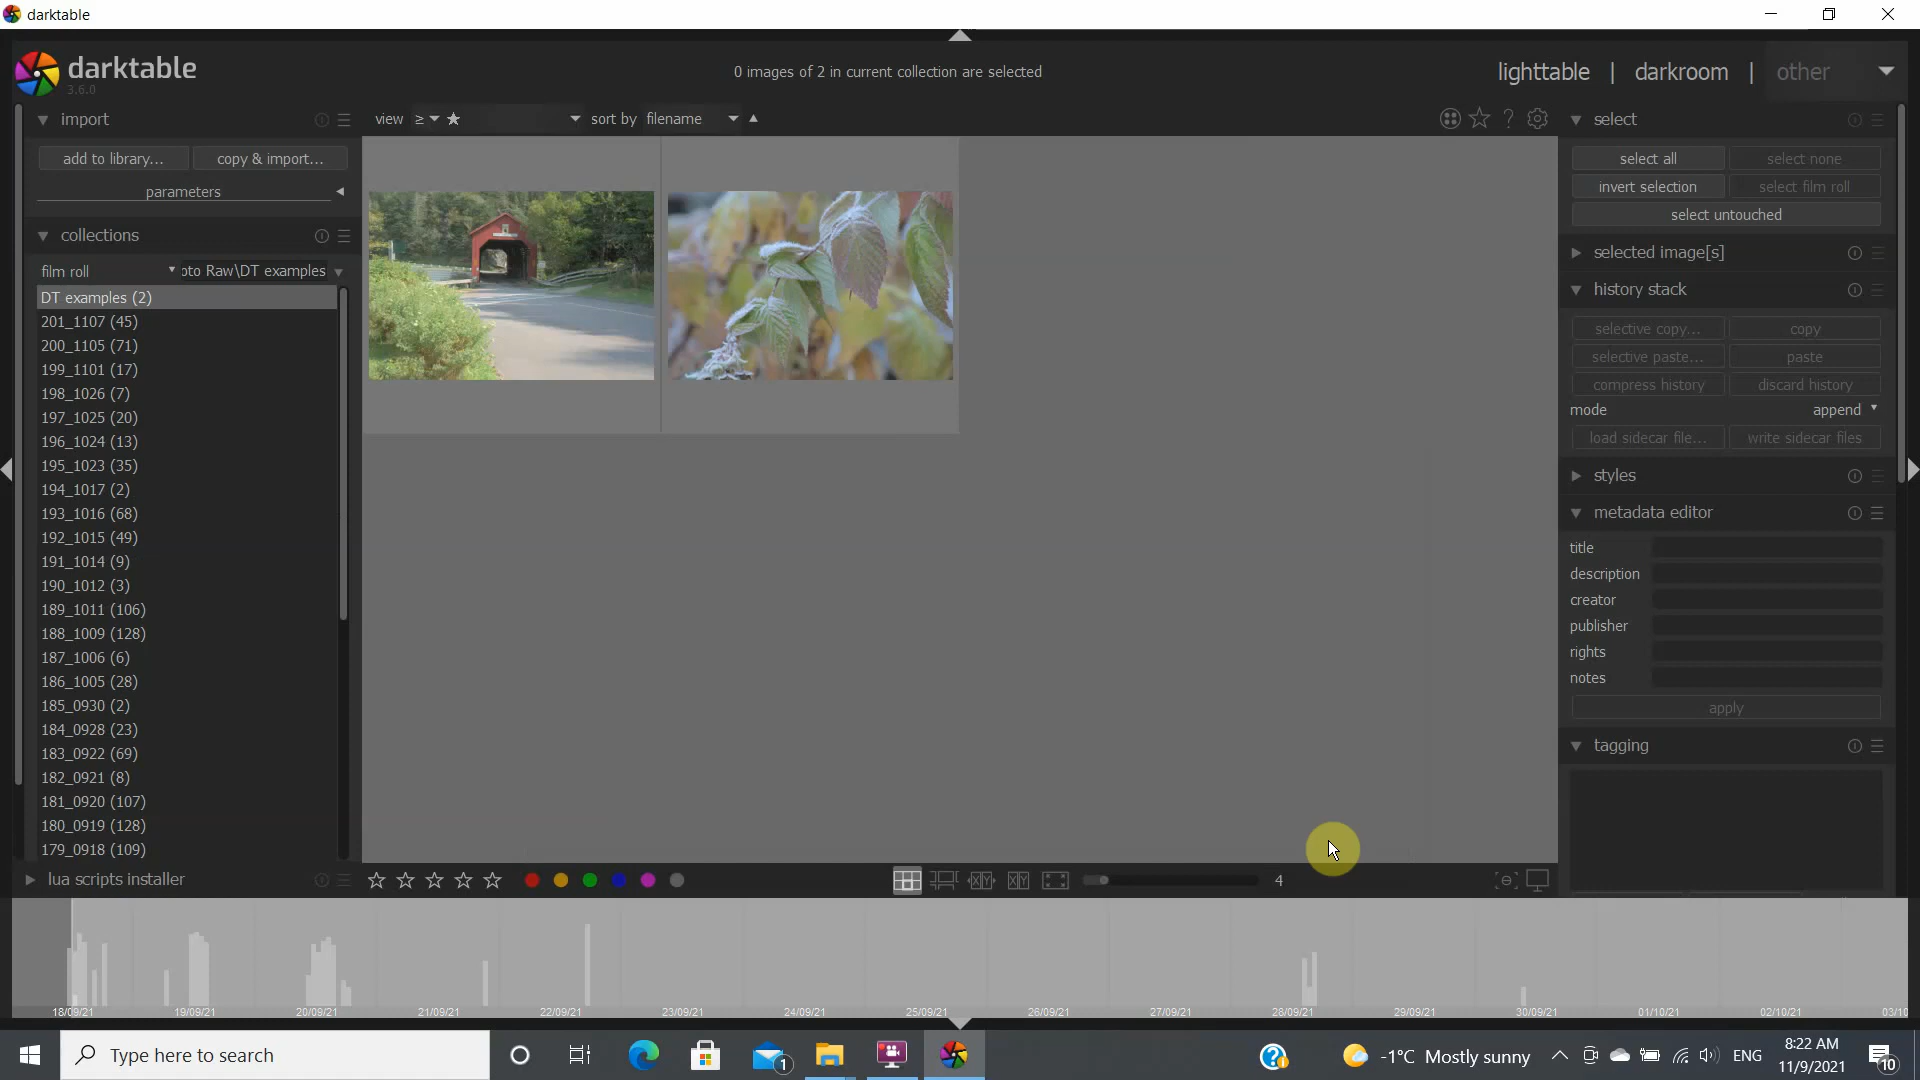 darktable
darktable
3.6.0
0 images of 2 in current collection are selected
lighttable | darkroom | other
import
add to library...
copy & import...
parameters
collections
film roll
oto Raw\DT examples
DT examples (2)
201_1107 (45)
200_1105 (71)
199_1101 (17)
198_1026 (7)
197_1025 (20)
196_1024 (13)
195_1023 (35)
194_1017 (2)
193_1016 (68)
192_1015 (49)
191_1014 (9)
190_1012 (3)
189_1011 (106)
188_1009 (128)
187_1006 (6)
186_1005 (28)
185_0930 (2)
184_0928 (23)
183_0922 (69)
182_0921 (8)
181_0920 (107)
180_0919 (128)
179_0918 (109)
lua scripts installer
view ≥ ★ sort by filename
?
4
select
select all
select none
invert selection
select film roll
select untouched
selected image[s]
history stack
selective copy...
copy
selective paste...
paste
compress history
discard history
mode append
load sidecar file...
write sidecar files
styles
metadata editor
title
description
creator
publisher
rights
notes
apply
tagging
18/09/21 19/09/21 20/09/21 21/09/21 22/09/21 23/09/21 24/09/21 25/09/21 26/09/21 27/09/21 28/09/21 29/09/21 30/09/21 01/10/21 02/10/21 03/10
Type here to search
1
-1°C Mostly sunny
ENG
8:22 AM
11/9/2021
10